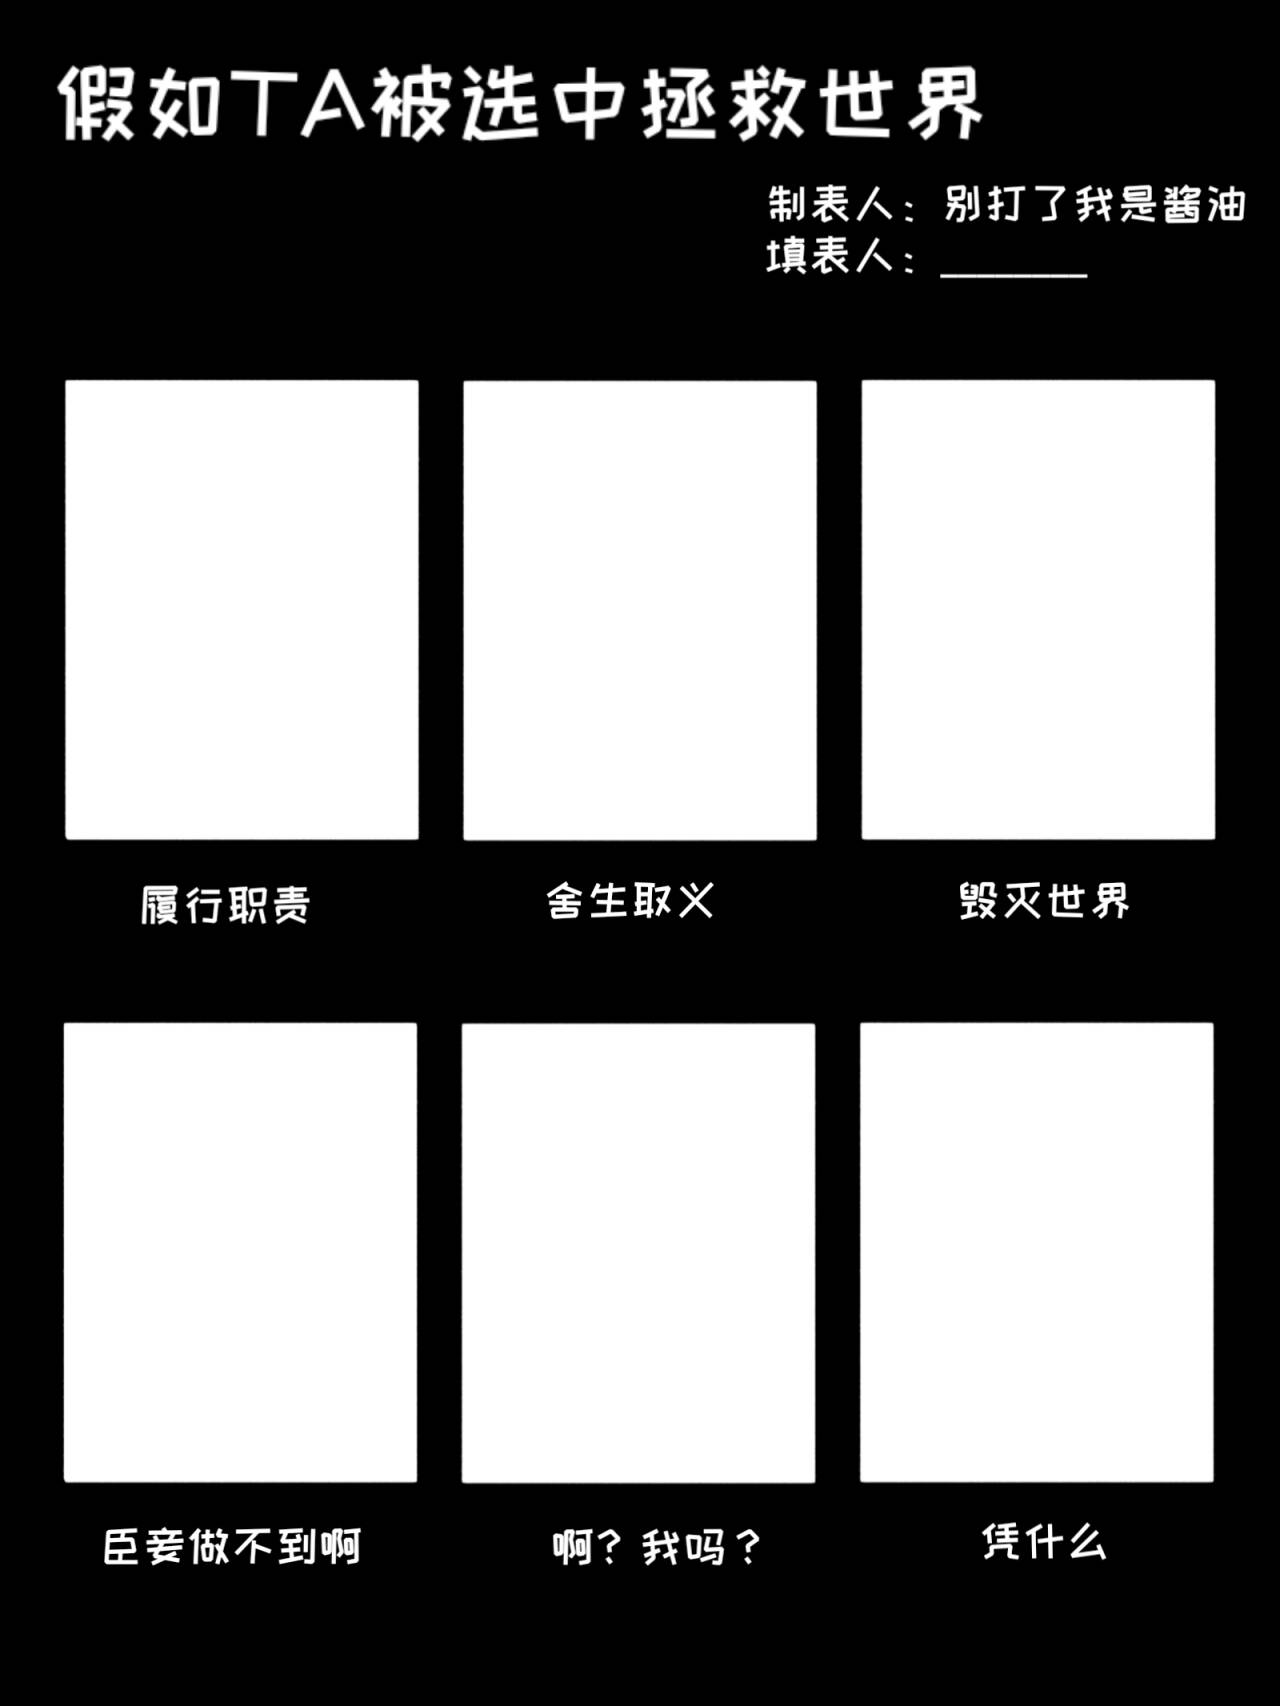 假如TA被选中拯救世界
制表人：别打了我是酱油
填表人：________
履行职责
舍生取义
毁灭世界
臣妾做不到啊
啊？我吗？
凭什么